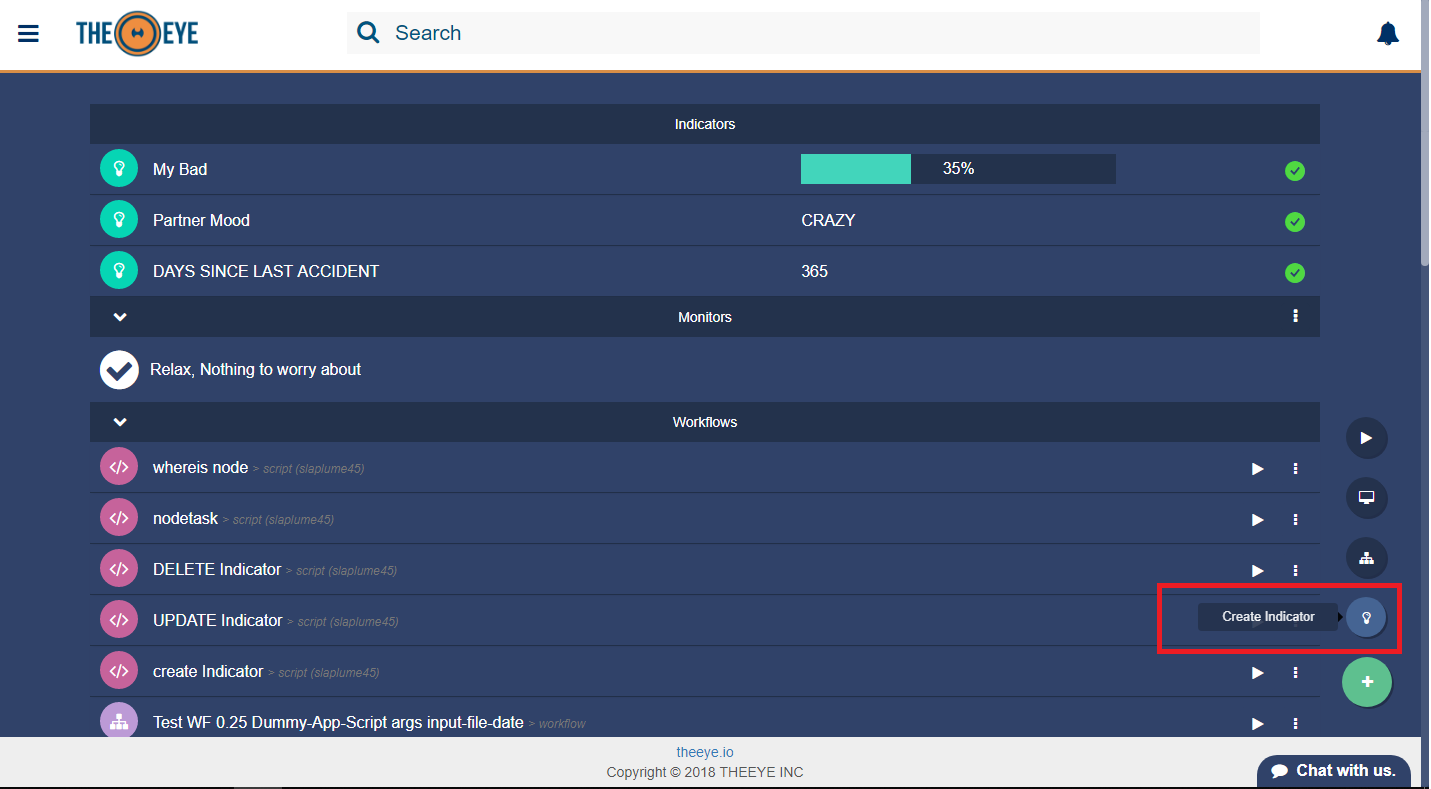 THE EYE
Search
Indicators
My Bad
35%
Partner Mood
CRAZY
DAYS SINCE LAST ACCIDENT
365
Monitors
Relax, Nothing to worry about
Workflows
whereis node > script (slaplume45)
nodetask > script (slaplume45)
DELETE Indicator > script (slaplume45)
UPDATE Indicator > script (slaplume45)
Create Indicator
create Indicator > script (slaplume45)
Test WF 0.25 Dummy-App-Script args input-file-date > workflow
theeye.io
Copyright © 2018 THEEYE INC
Chat with us.